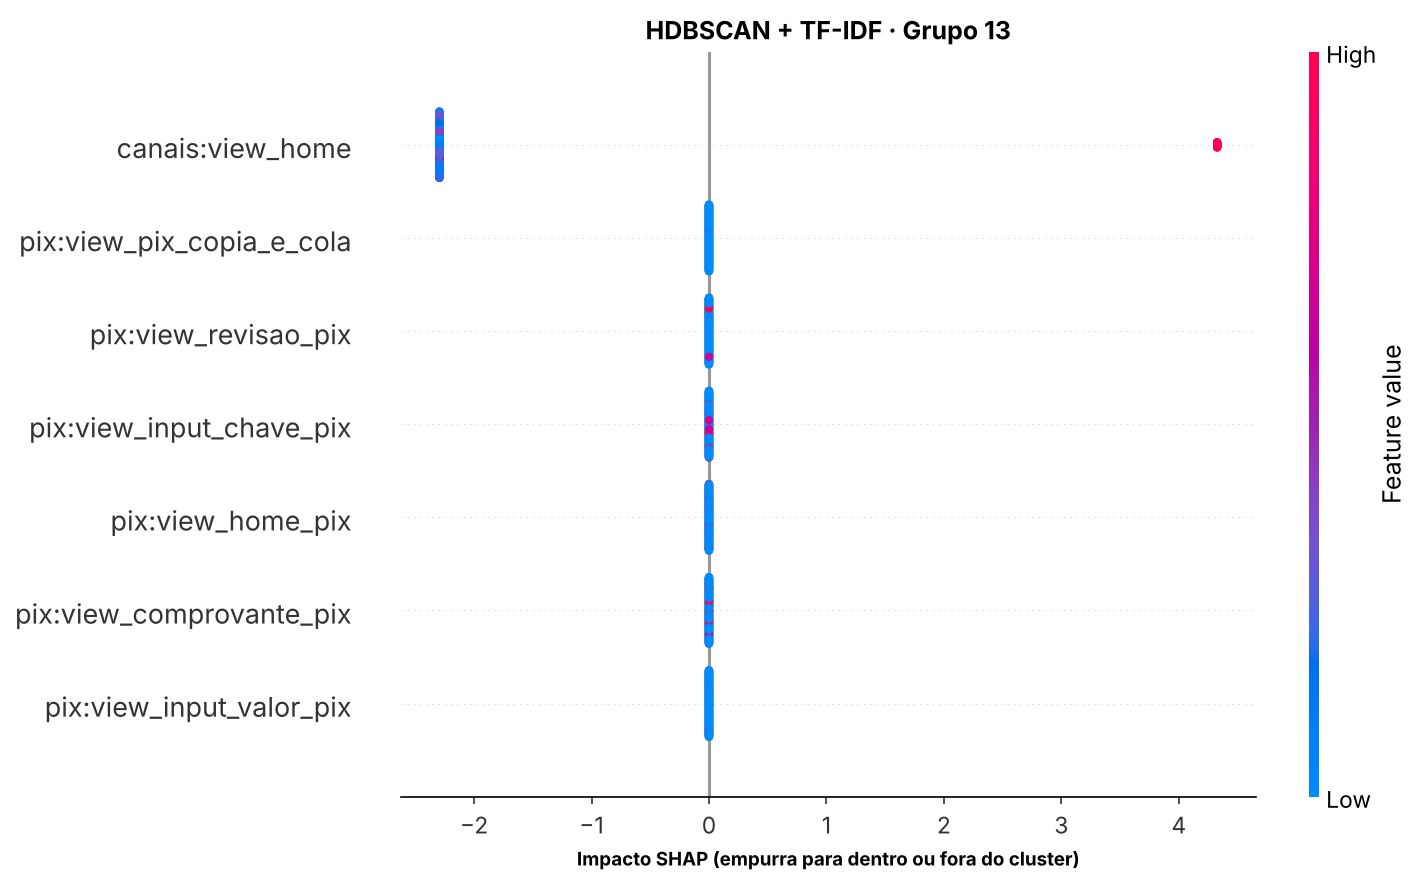 HDBSCAN + TF-IDF · Grupo 13
High
canais:view_home
pix:view_pix_copia_e_cola
pix:view_revisao_pix
pix:view_input_chave_pix
pix:view_home_pix
pix:view_comprovante_pix
pix:view_input_valor_pix
Feature value
Low
−2 −1 0 1 2 3 4
Impacto SHAP (empurra para dentro ou fora do cluster)